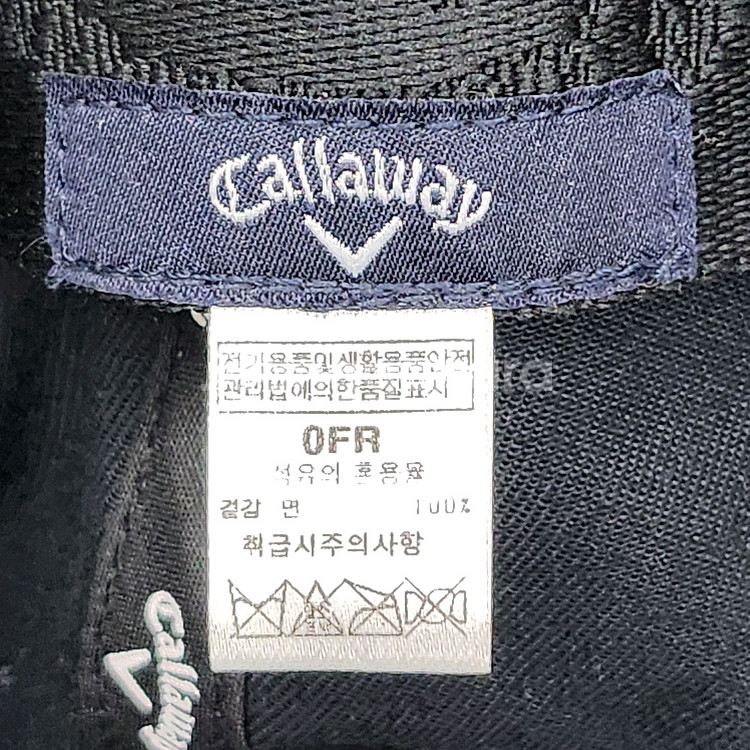 Callaway
전기용품및생활용품안전
관리법에의한품질표시
0FR
섬유의 혼용율
겉감 면 100%
취급시주의사항
Callaway